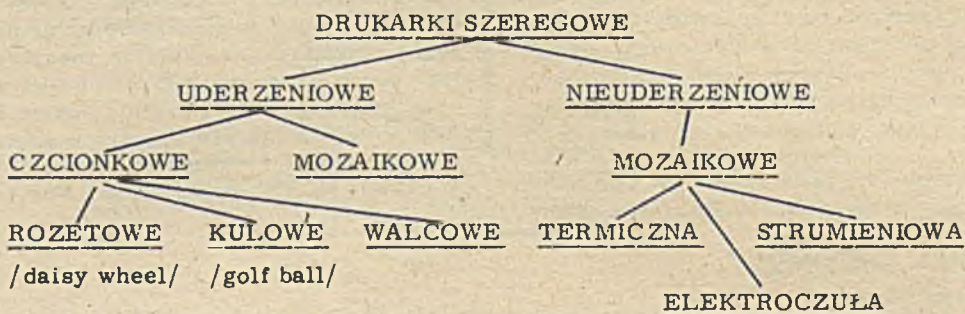 DRUKARKI SZEREGOWE
UDERZENIOWE NIEUDERZENIOWE
CZCIONKOWE MOZAIKOWE MOZAIKOWE
ROZETOWE KULOWE WALCOWE TERMICZNA STRUMIENIOWA
/daisy wheel/ /golf ball/
ELEKTROCZUŁA